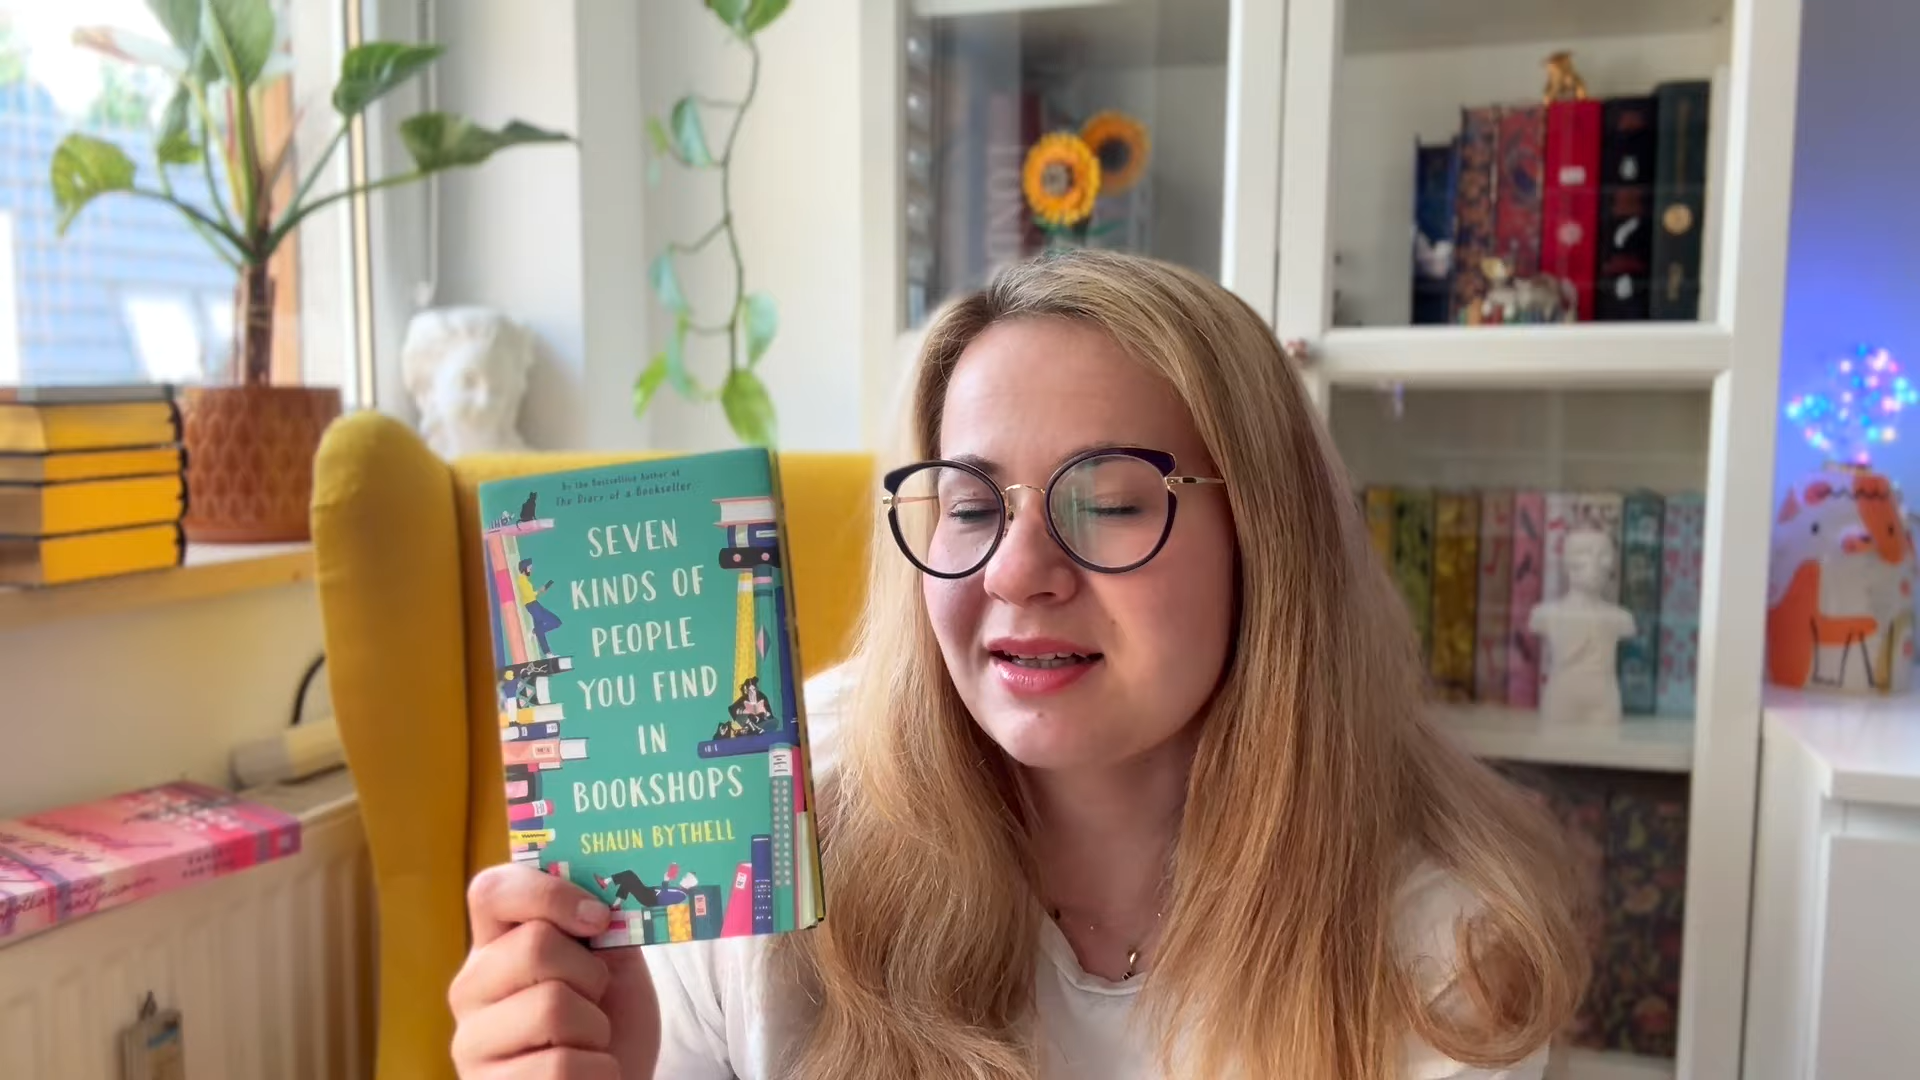 By the Bestselling Author of
The Diary of a Bookseller
SEVEN
KINDS OF
PEOPLE
YOU FIND
IN
BOOKSHOPS
SHAUN BYTHELL